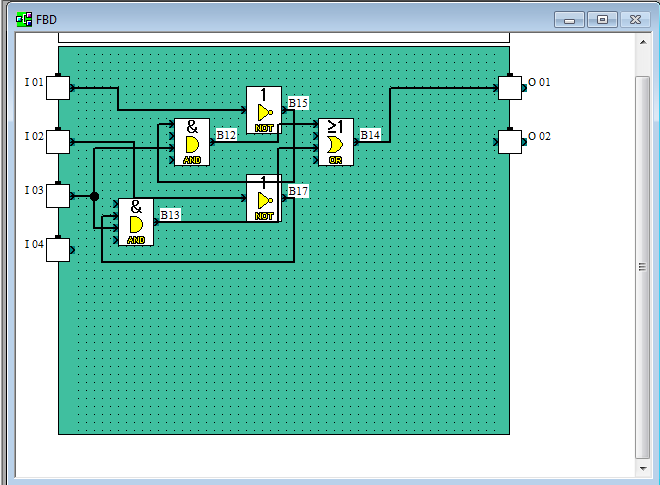 FBD
I 01
1
NOT
B15
O 01
I 02
&
AND
B12
≥1
OR
B14
O 02
I 03
&
AND
B13
1
NOT
B17
I 04